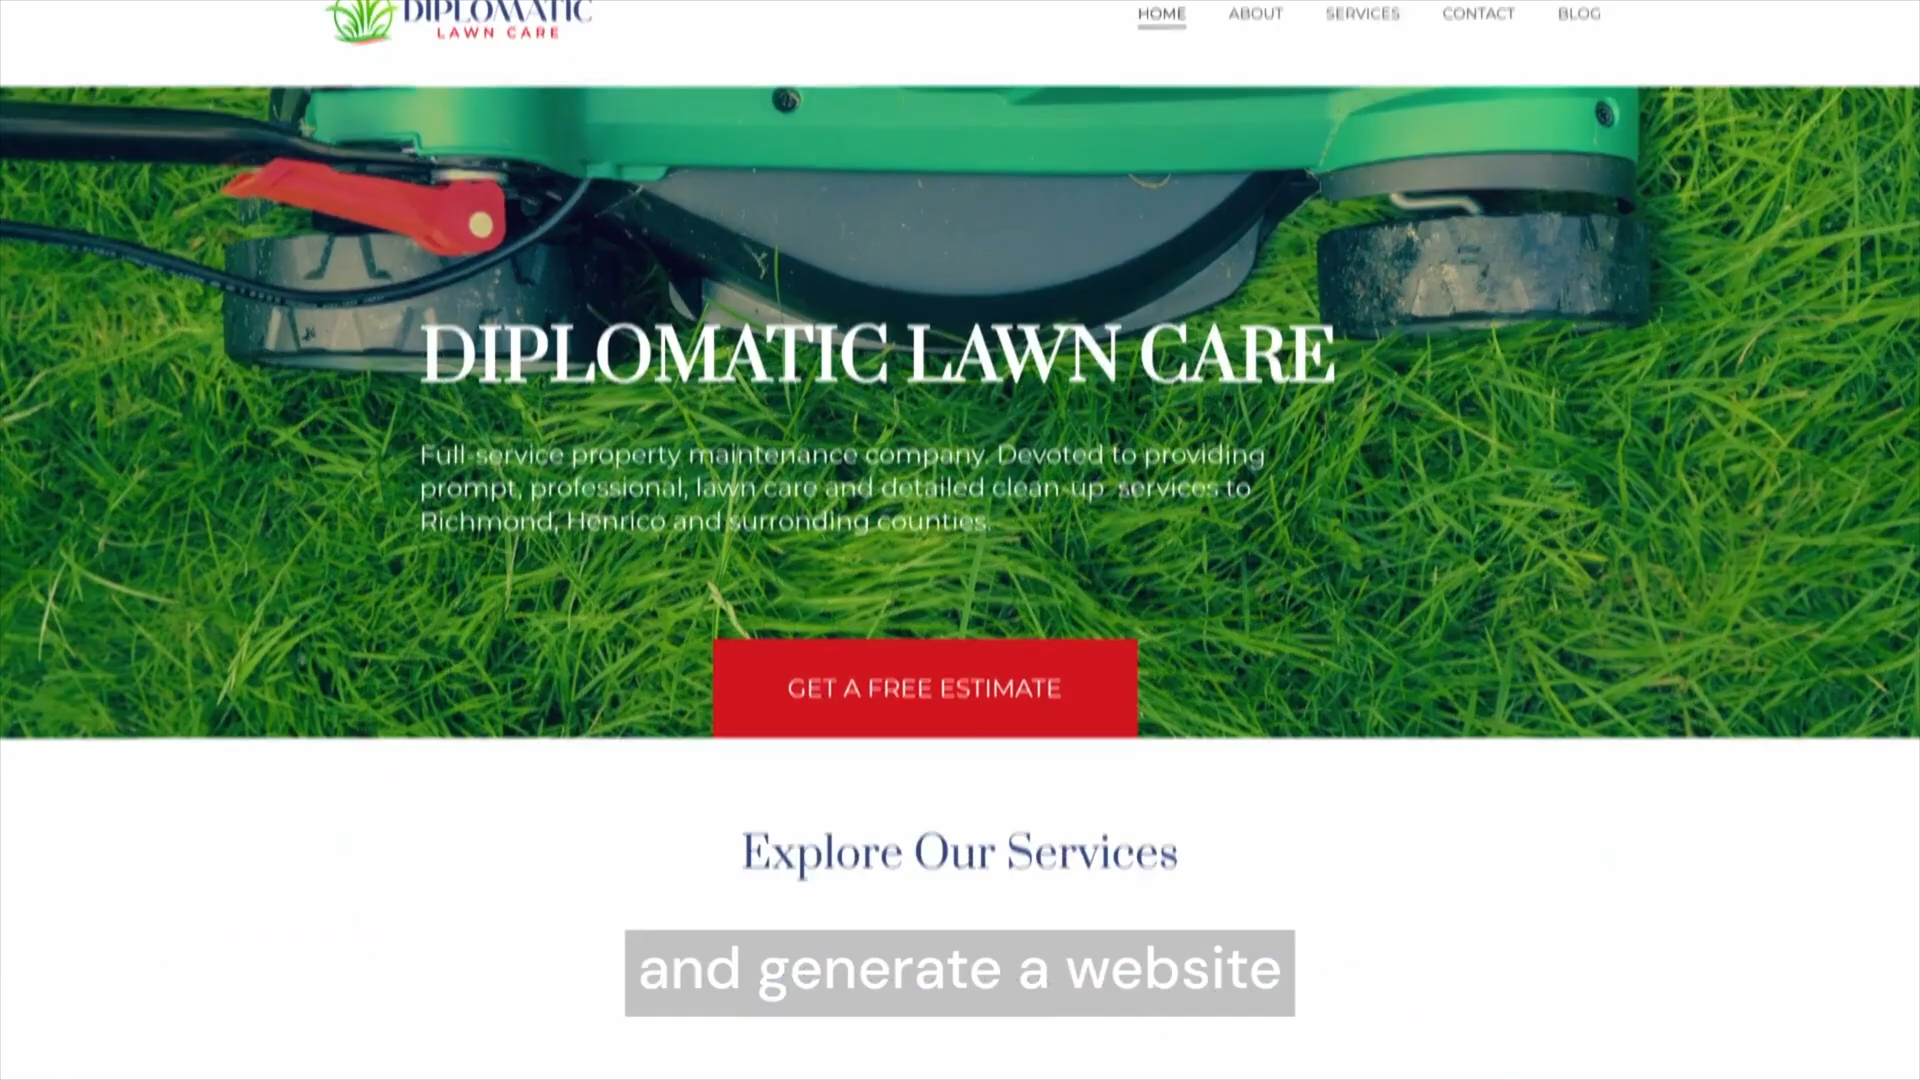 DIPLOMATIC
LAWN CARE
HOME ABOUT SERVICES CONTACT BLOG
DIPLOMATIC LAWN CARE
Full-service property maintenance company. Devoted to providing
prompt, professional, lawn care and detailed clean-up services to
Richmond, Henrico and surronding counties.
GET A FREE ESTIMATE
Explore Our Services
and generate a website